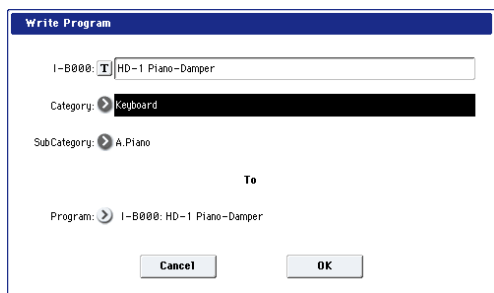 Write Program
I-B000: T HD-1 Piano-Damper
Category: Keyboard
SubCategory: A.Piano
To
Program: I-B000: HD-1 Piano-Damper
Cancel OK